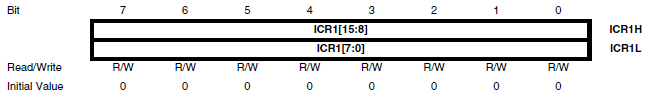 Bit 7 6 5 4 3 2 1 0
ICR1[15:8] ICR1H
ICR1[7:0] ICR1L
Read/Write R/W R/W R/W R/W R/W R/W R/W R/W
Initial Value 0 0 0 0 0 0 0 0